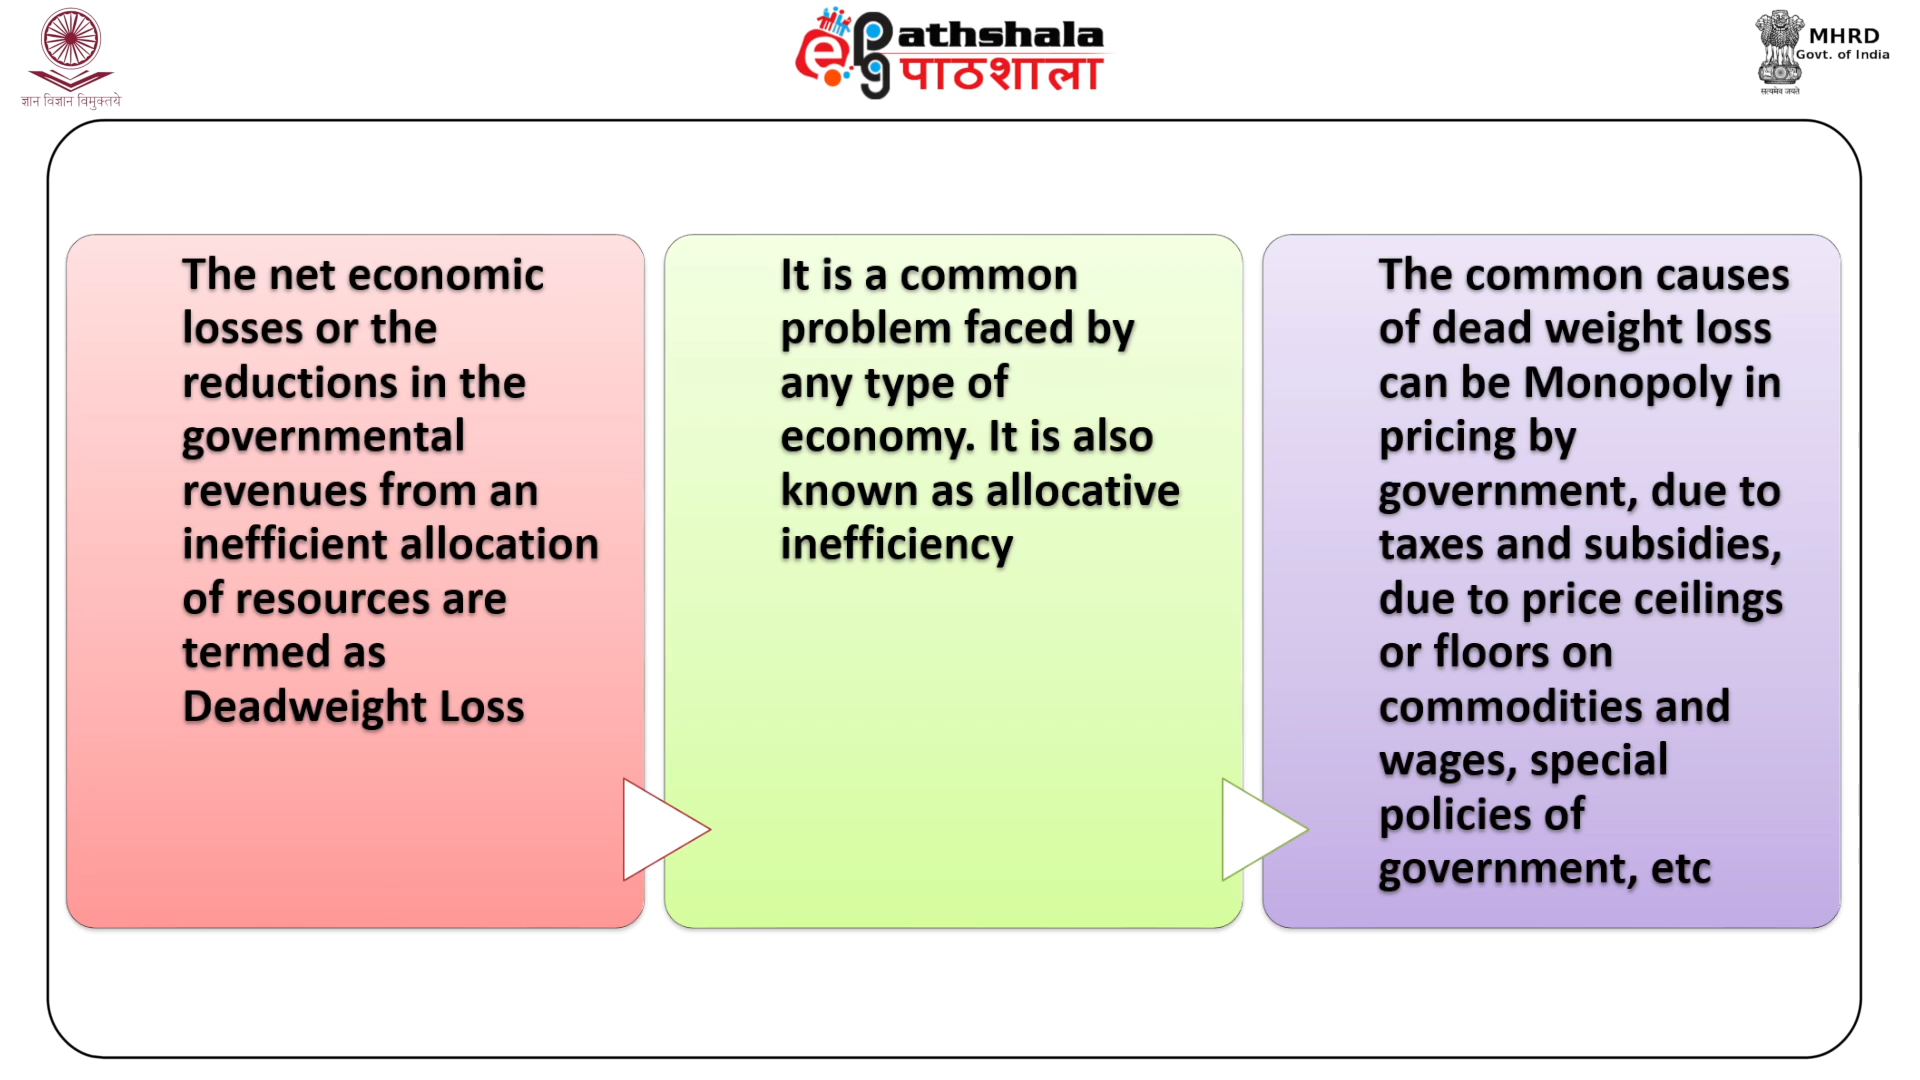 ज्ञान विज्ञान विमुक्तये
ePathshala
पाठशाला
MHRD
Govt. of India
सत्यमेव जयते
The net economic
losses or the
reductions in the
governmental
revenues from an
inefficient allocation
of resources are
termed as
Deadweight Loss
It is a common
problem faced by
any type of
economy. It is also
known as allocative
inefficiency
The common causes
of dead weight loss
can be Monopoly in
pricing by
government, due to
taxes and subsidies,
due to price ceilings
or floors on
commodities and
wages, special
policies of
government, etc